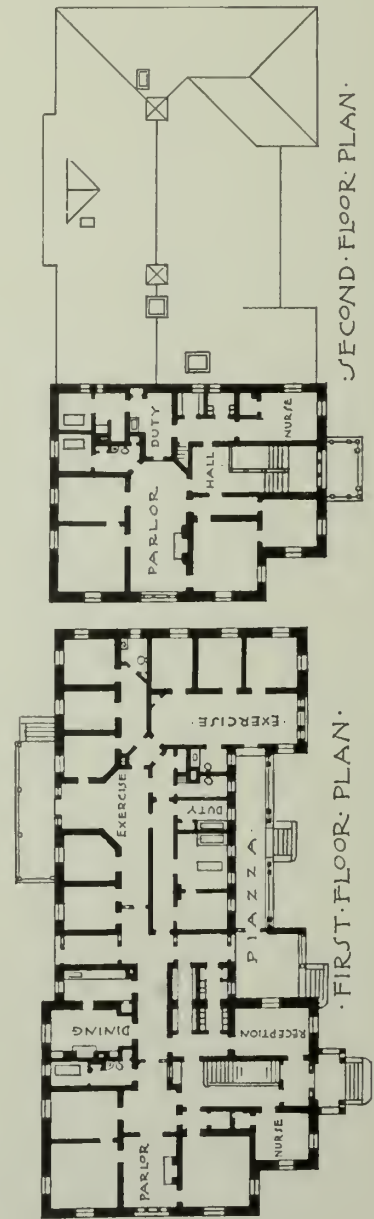 PARLOR
DINING
EXERCISE
EXERCISE
DUTY
PIAZZA
RECEPTION
NURSE
·FIRST·FLOOR·PLAN·
PARLOR
DUTY
HALL
NURSE
·SECOND·FLOOR·PLAN·